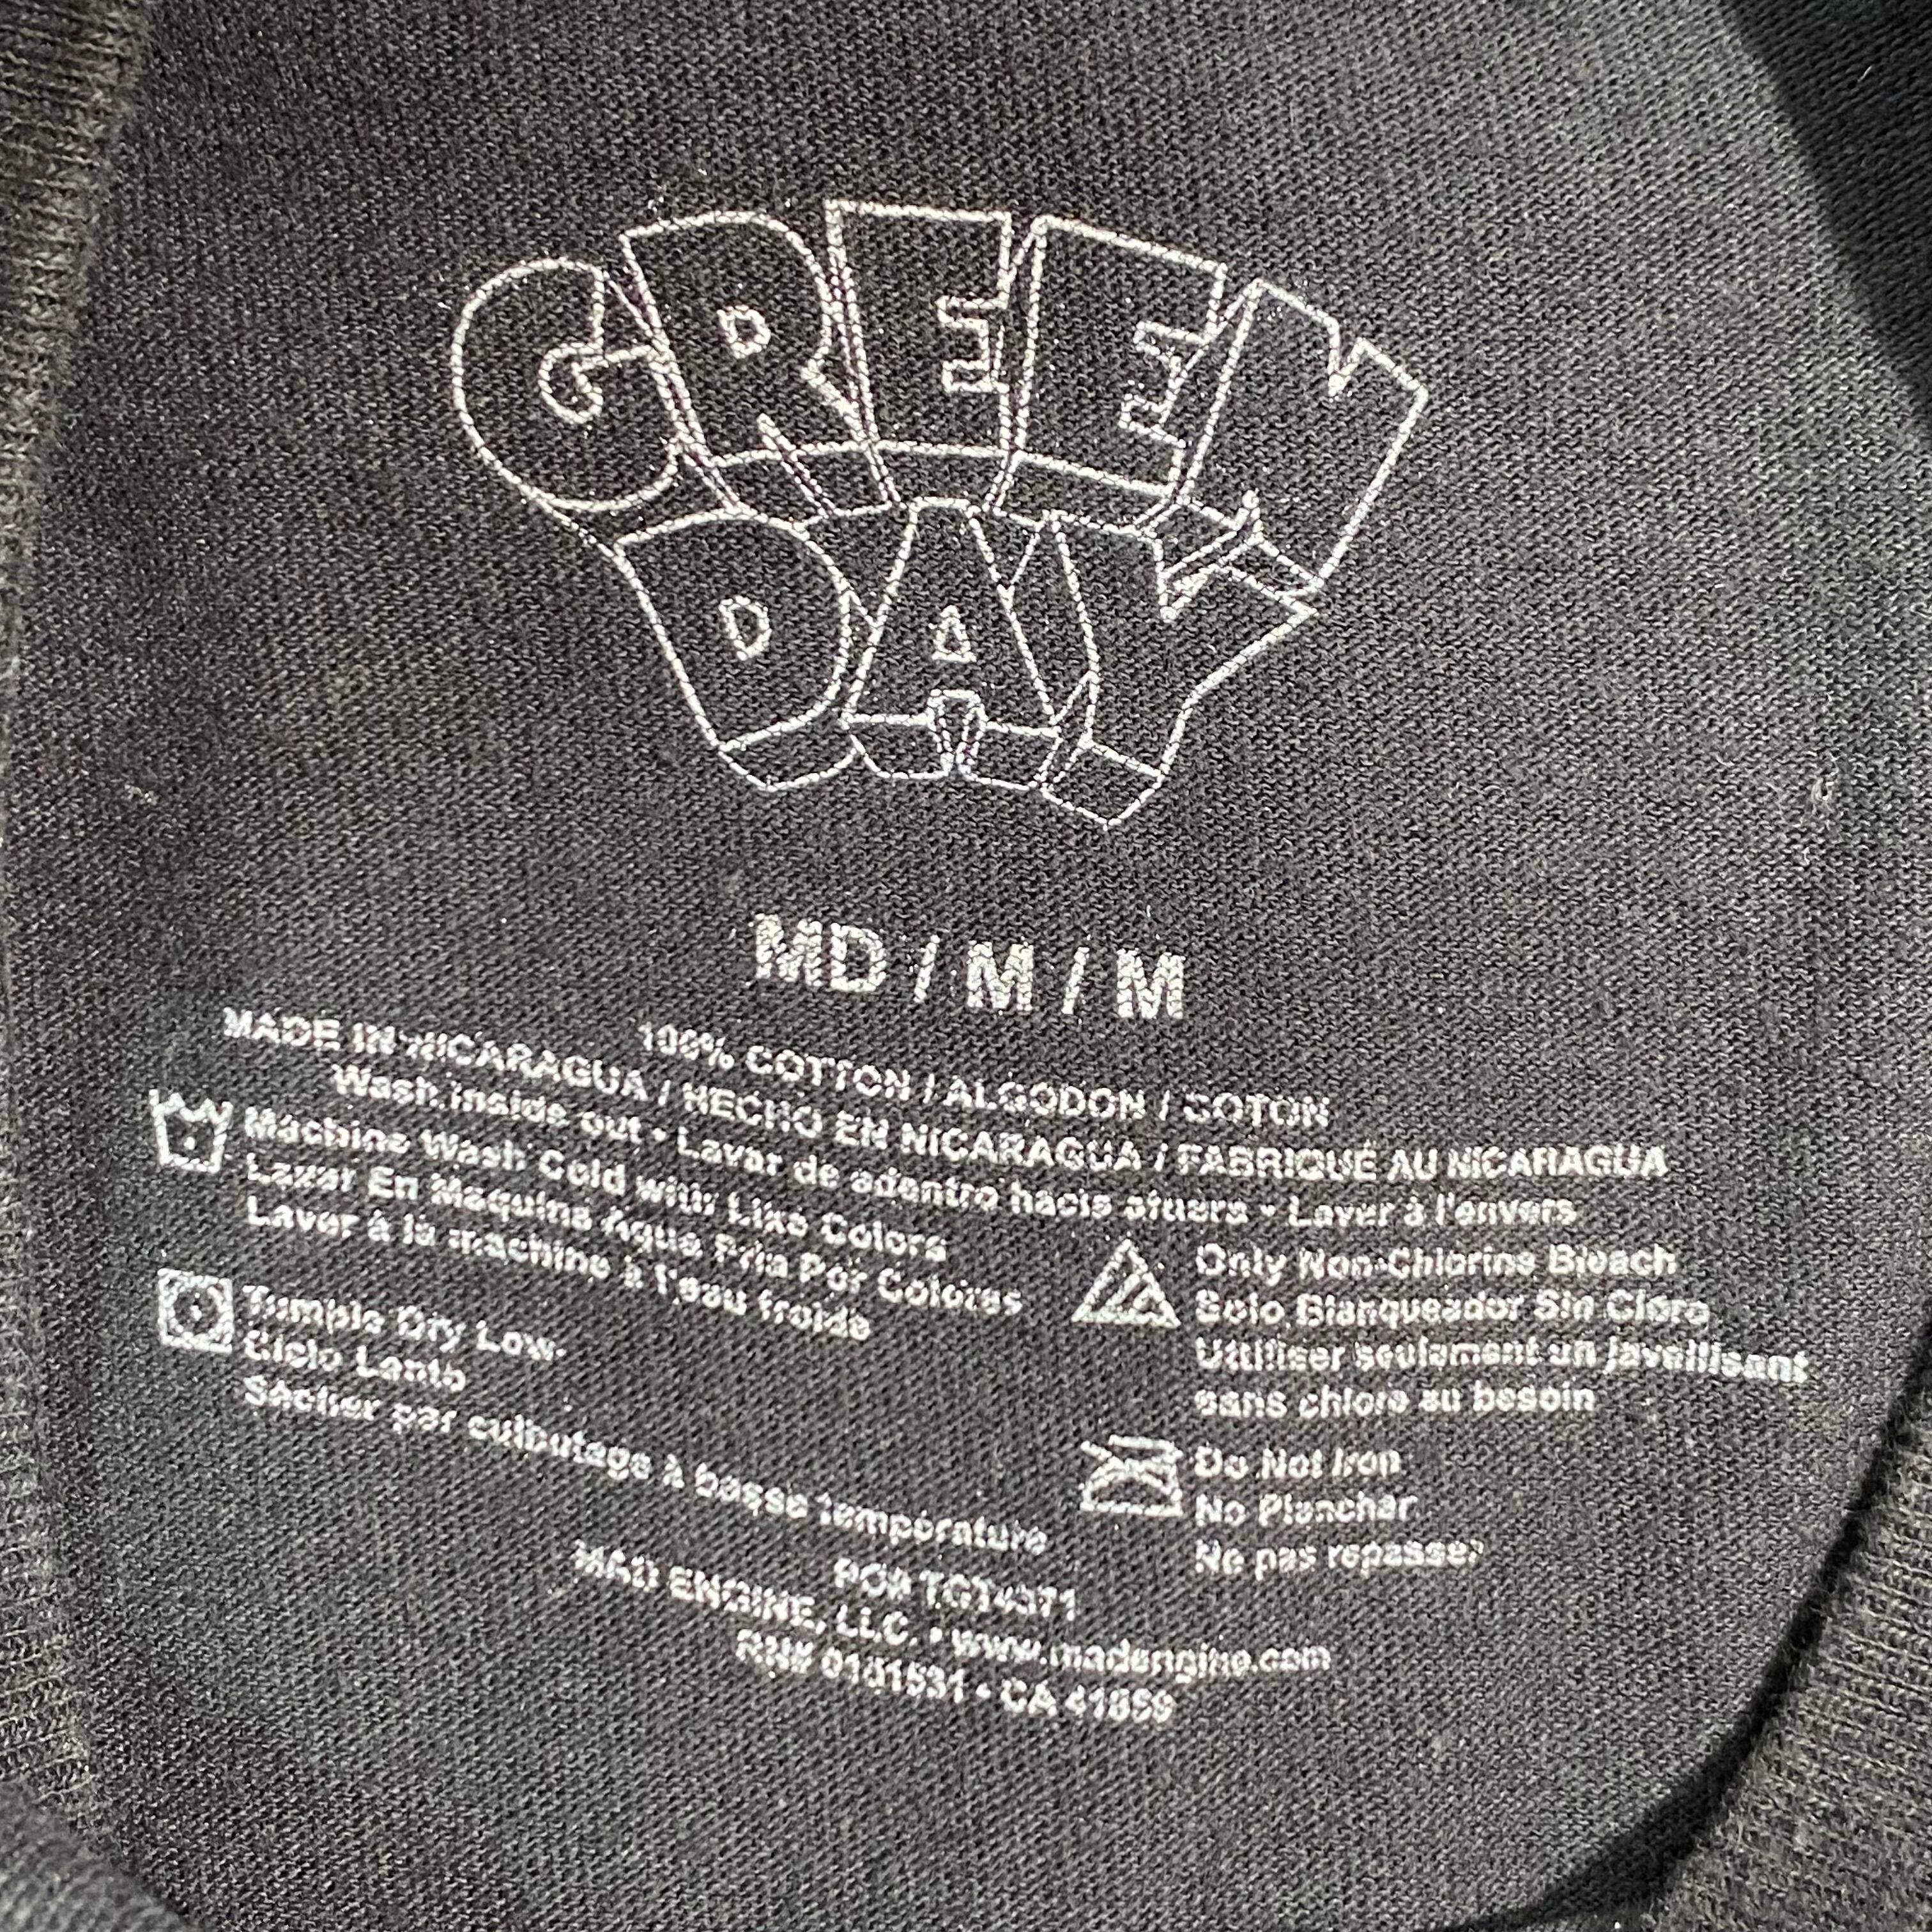 GREEN
DAY
MD / M / M
100% COTTON / ALGODON / COTON
MADE IN NICARAGUA / HECHO EN NICARAGUA / FABRIQUÉ AU NICARAGUA
Wash inside out • Lavar de adentro hacia afuera • Laver à l'envers
Machine Wash Cold with Like Colors
Lavar En Maquina Agua Fria Por Colores
Laver à la machine à l'eau froide
Tumble Dry Low
Ciclo Lento
Sécher par culbutage à basse température
Only Non-Chlorine Bleach
Solo Blanqueador Sin Cloro
Utiliser seulement un javellisant
sans chlore au besoin
Do Not Iron
No Planchar
Ne pas repasser
PO#
MAD ENGINE, LLC. • www.madengine.com
RN# • CA 41859